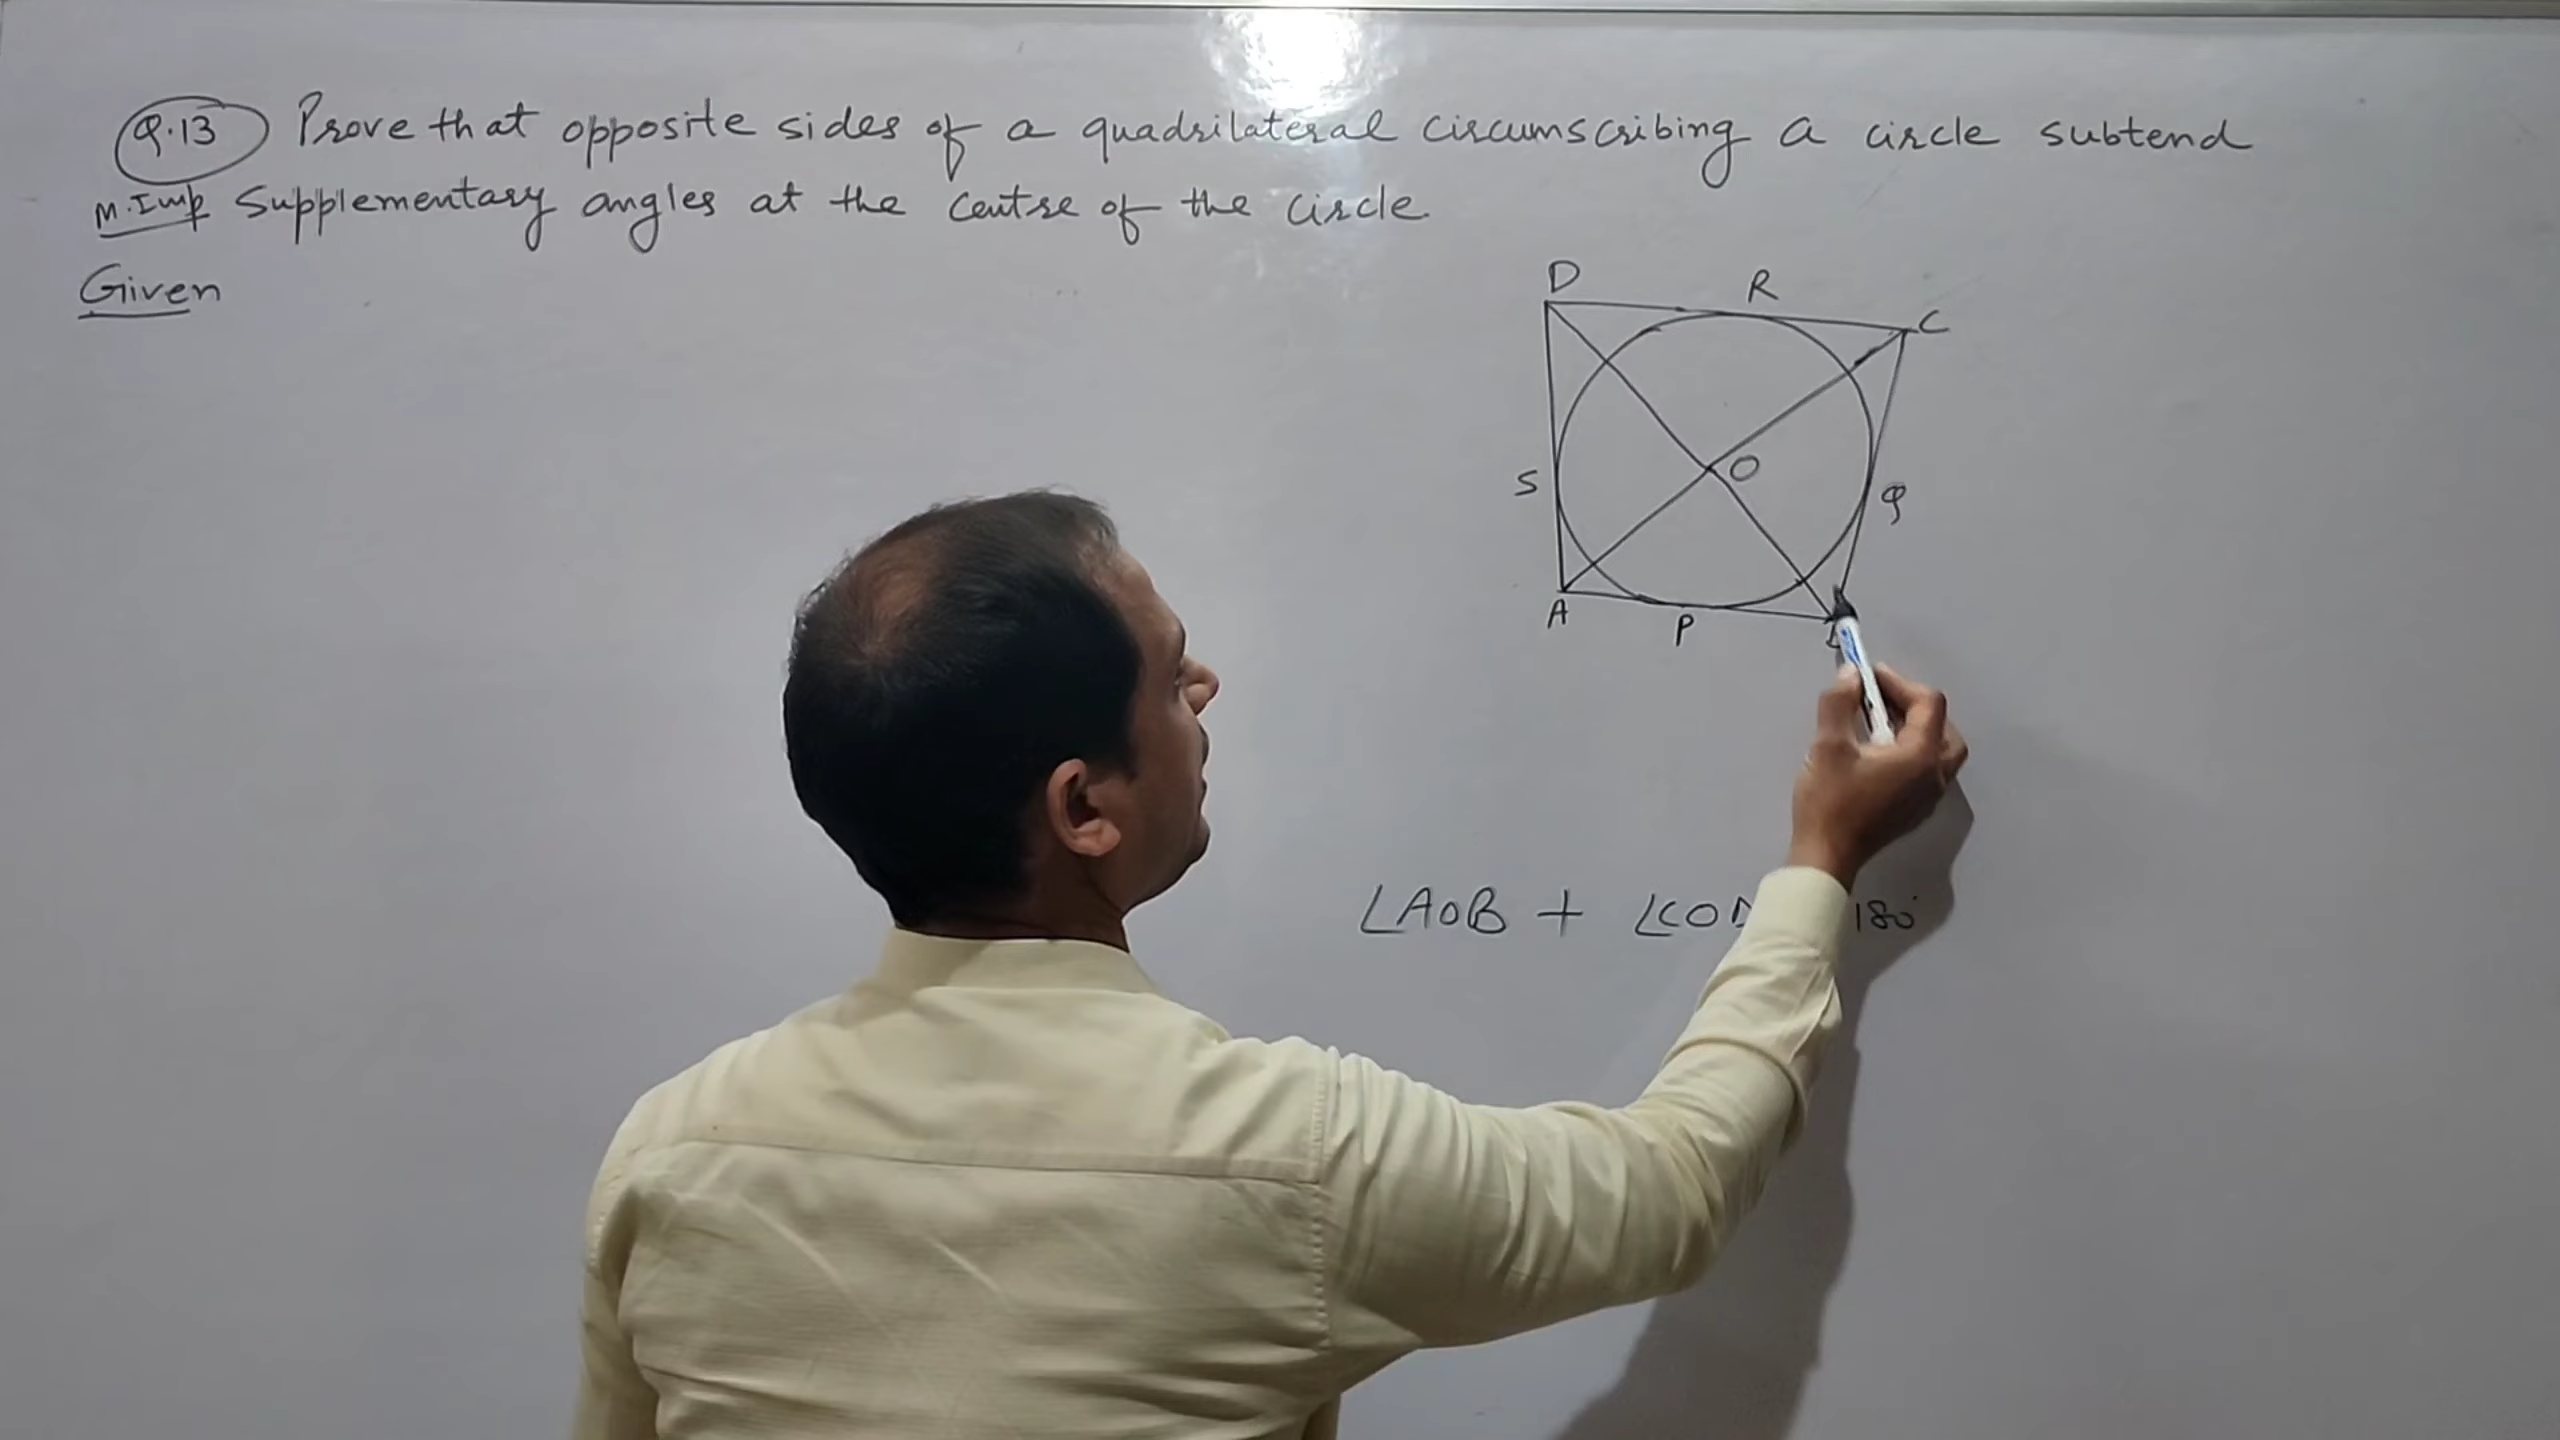 Q.13 Prove that opposite sides of a quadrilateral circumscribing a circle subtend
M.Imp Supplementary angles at the centre of the circle.
Given
D R C
S O Q
A P
∠AOB + ∠COD 180°